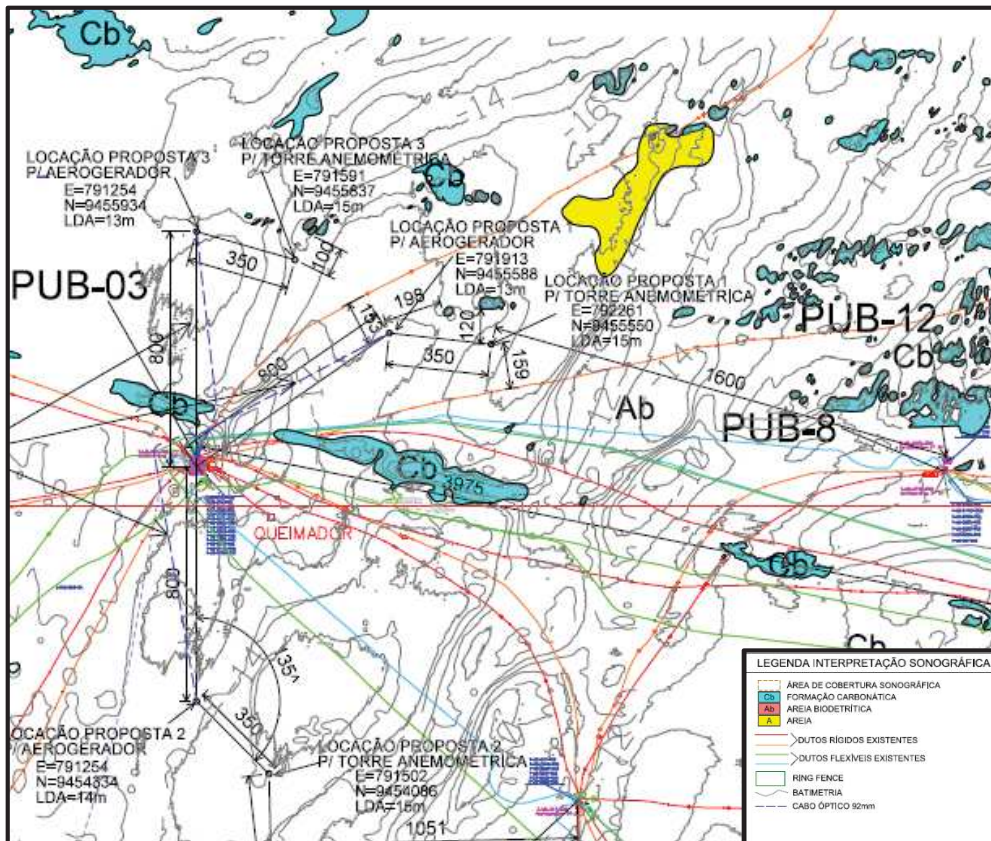 Cb
-14
-16
LOCAÇÃO PROPOSTA 3
P/ AEROGERADOR
E=791254
N=9455934
LDA=13m
LOCAÇÃO PROPOSTA 3
P/ TORRE ANEMOMÉTRICA
E=791591
N=9455837
LDA=15m
Cb
LOCAÇÃO PROPOSTA 1
P/ AEROGERADOR
E=791913
N=9455588
LDA=13m
350
100
PUB-03
LOCAÇÃO PROPOSTA 1
P/ TORRE ANEMOMÉTRICA
E=792261
N=9455550
LDA=15m
198
153
120
350
159
800
800
1600
PUB-12
Cb
Ab
PUB-8
Cb
Cb
3975
QUEIMADOR
Cb
800
135°
350
Cb
LOCAÇÃO PROPOSTA 2
P/ AEROGERADOR
E=791254
N=9454334
LDA=14m
LOCAÇÃO PROPOSTA 2
P/ TORRE ANEMOMÉTRICA
E=791502
N=9454086
LDA=15m
1051
LEGENDA INTERPRETAÇÃO SONOGRÁFICA
ÁREA DE COBERTURA SONOGRÁFICA
Cb FORMAÇÃO CARBONÁTICA
Ab AREIA BIODETRÍTICA
A AREIA
DUTOS RÍGIDOS EXISTENTES
DUTOS FLEXÍVEIS EXISTENTES
RING FENCE
BATIMETRIA
CABO ÓPTICO 92mm